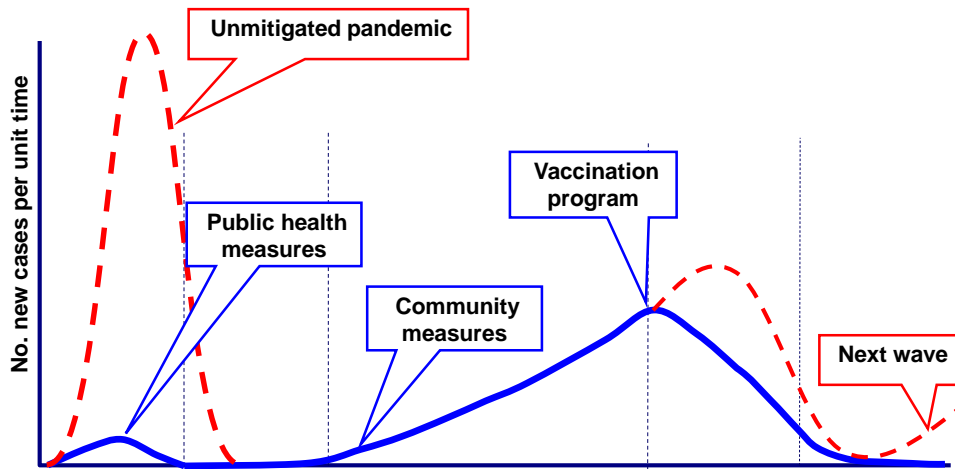 Unmitigated pandemic
No. new cases per unit time
Public health
measures
Community
measures
Vaccination
program
Next wave